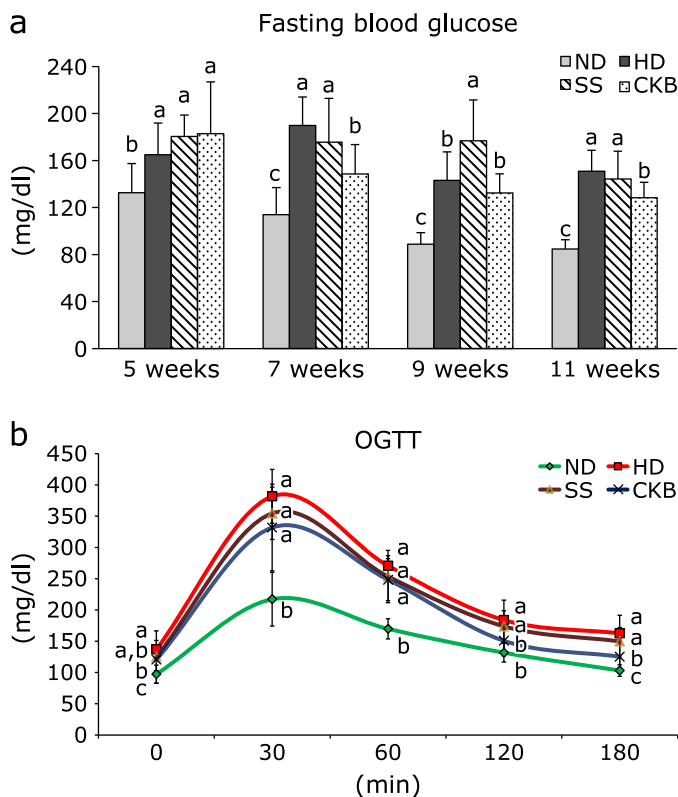 a
Fasting blood glucose
ND HD
SS CKB
240
200
160
120
80
40
0
(mg/dl)
b a a a
c a a b
c b a b
c a a b
5 weeks 7 weeks 9 weeks 11 weeks
b
OGTT
ND HD
SS CKB
450
400
350
300
250
200
150
100
50
0
(mg/dl)
a
a,b
b
c
a
a
a
b
a
a
a
b
a
a
b
b
a
a
b
c
0 30 60 120 180
(min)